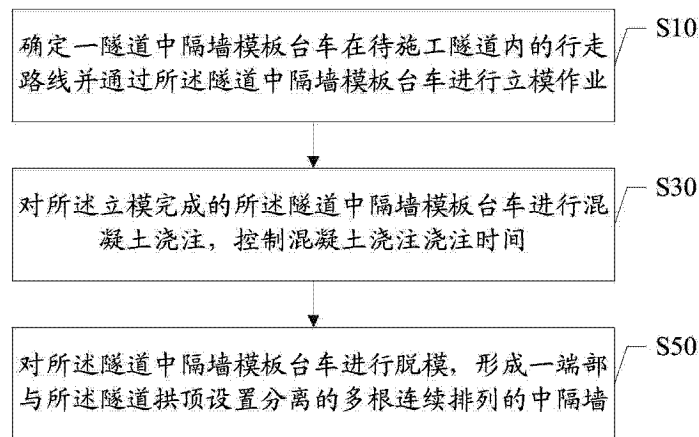 确定一隧道中隔墙模板台车在待施工隧道内的行走
路线并通过所述隧道中隔墙模板台车进行立模作业
S10
对所述立模完成的所述隧道中隔墙模板台车进行混
凝土浇注，控制混凝土浇注浇注时间
S30
对所述隧道中隔墙模板台车进行脱模，形成一端部
与所述隧道拱顶设置分离的多根连续排列的中隔墙
S50